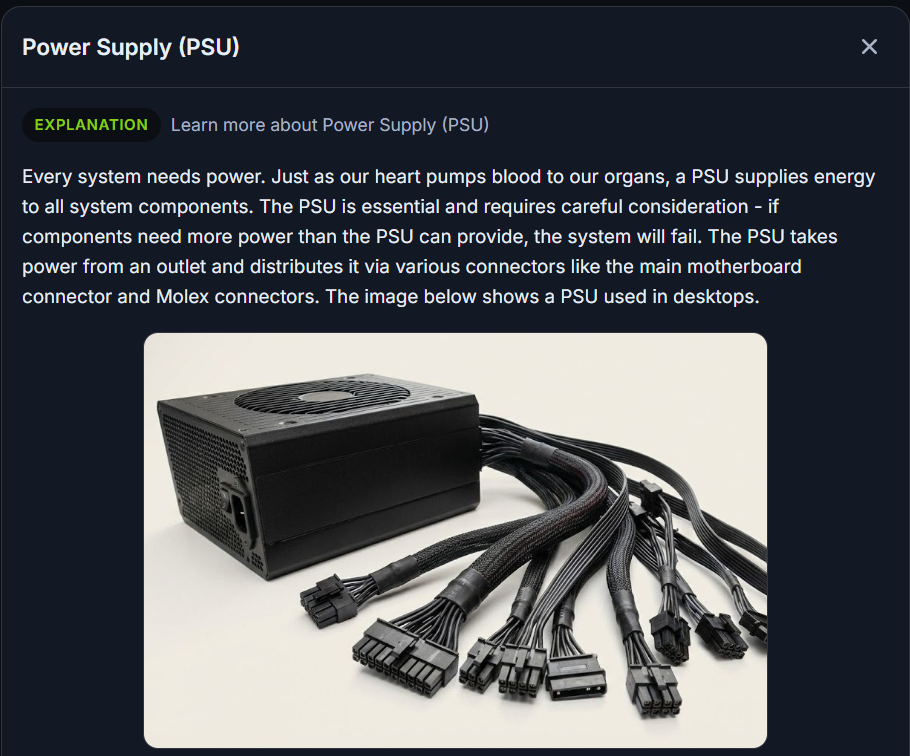 Power Supply (PSU)
EXPLANATION Learn more about Power Supply (PSU)
Every system needs power. Just as our heart pumps blood to our organs, a PSU supplies energy
to all system components. The PSU is essential and requires careful consideration - if
components need more power than the PSU can provide, the system will fail. The PSU takes
power from an outlet and distributes it via various connectors like the main motherboard
connector and Molex connectors. The image below shows a PSU used in desktops.